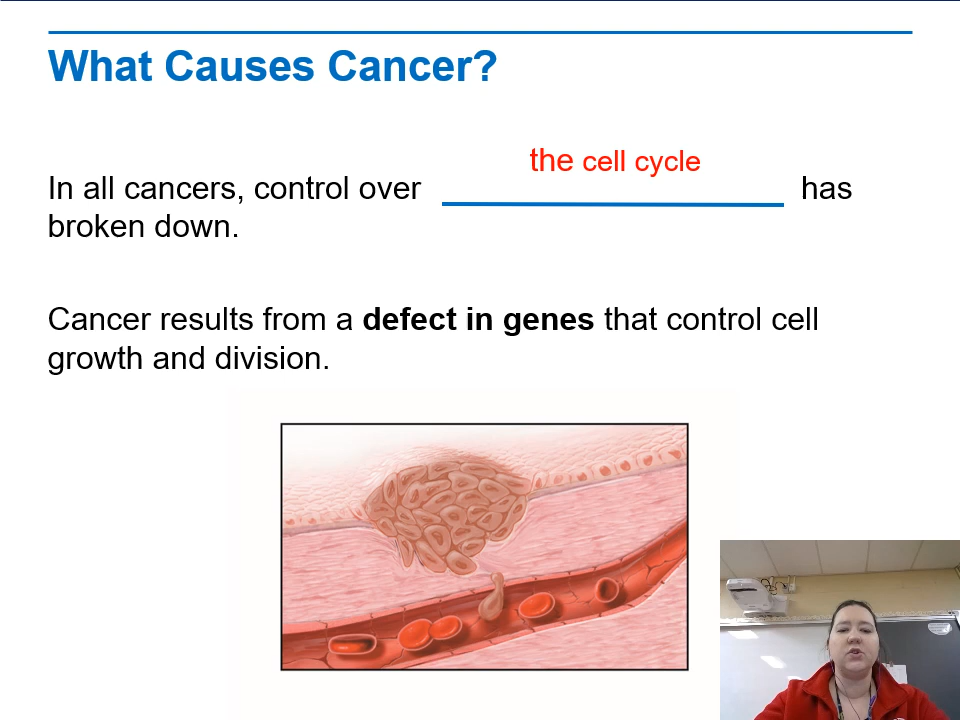 What Causes Cancer?
the cell cycle
In all cancers, control over ____ has
broken down.
Cancer results from a defect in genes that control cell
growth and division.